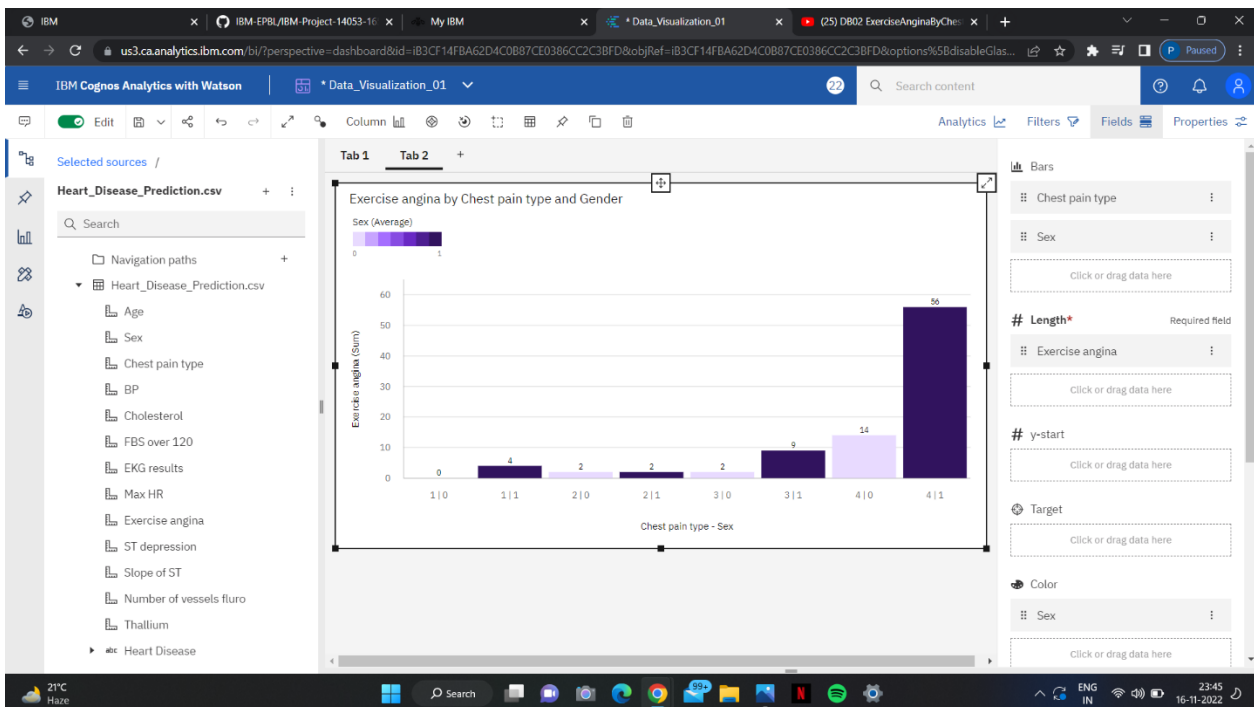 IBM
IBM-EPBL/IBM-Project-14053-16
My IBM
* Data_Visualization_01
(25) DB02 ExerciseAnginaByChes
us3.ca.analytics.ibm.com/bi/?perspective=dashboard&id=iB3CF14FBA62D4C0B87CE0386CC2C3BFD&objRef=iB3CF14FBA62D4C0B87CE0386CC2C3BFD&options%5BdisableGlas...
P Paused
IBM Cognos Analytics with Watson
* Data_Visualization_01
22
Search content
Edit
Column
Analytics
Filters
Fields
Properties
Selected sources /
Heart_Disease_Prediction.csv
Search
Navigation paths
Heart_Disease_Prediction.csv
Age
Sex
Chest pain type
BP
Cholesterol
FBS over 120
EKG results
Max HR
Exercise angina
ST depression
Slope of ST
Number of vessels fluro
Thallium
abc Heart Disease
Tab 1 Tab 2 +
Exercise angina by Chest pain type and Gender
Sex (Average)
0 1
Exercise angina (Sum)
60
50
40
30
20
10
0
0 4 2 2 2 9 14 56
1|0 1|1 2|0 2|1 3|0 3|1 4|0 4|1
Chest pain type - Sex
Bars
Chest pain type
Sex
Click or drag data here
# Length* Required field
Exercise angina
Click or drag data here
# y-start
Click or drag data here
Target
Click or drag data here
Color
Sex
Click or drag data here
21°C
Haze
Search
99+
N
ENG
IN
23:45
16-11-2022